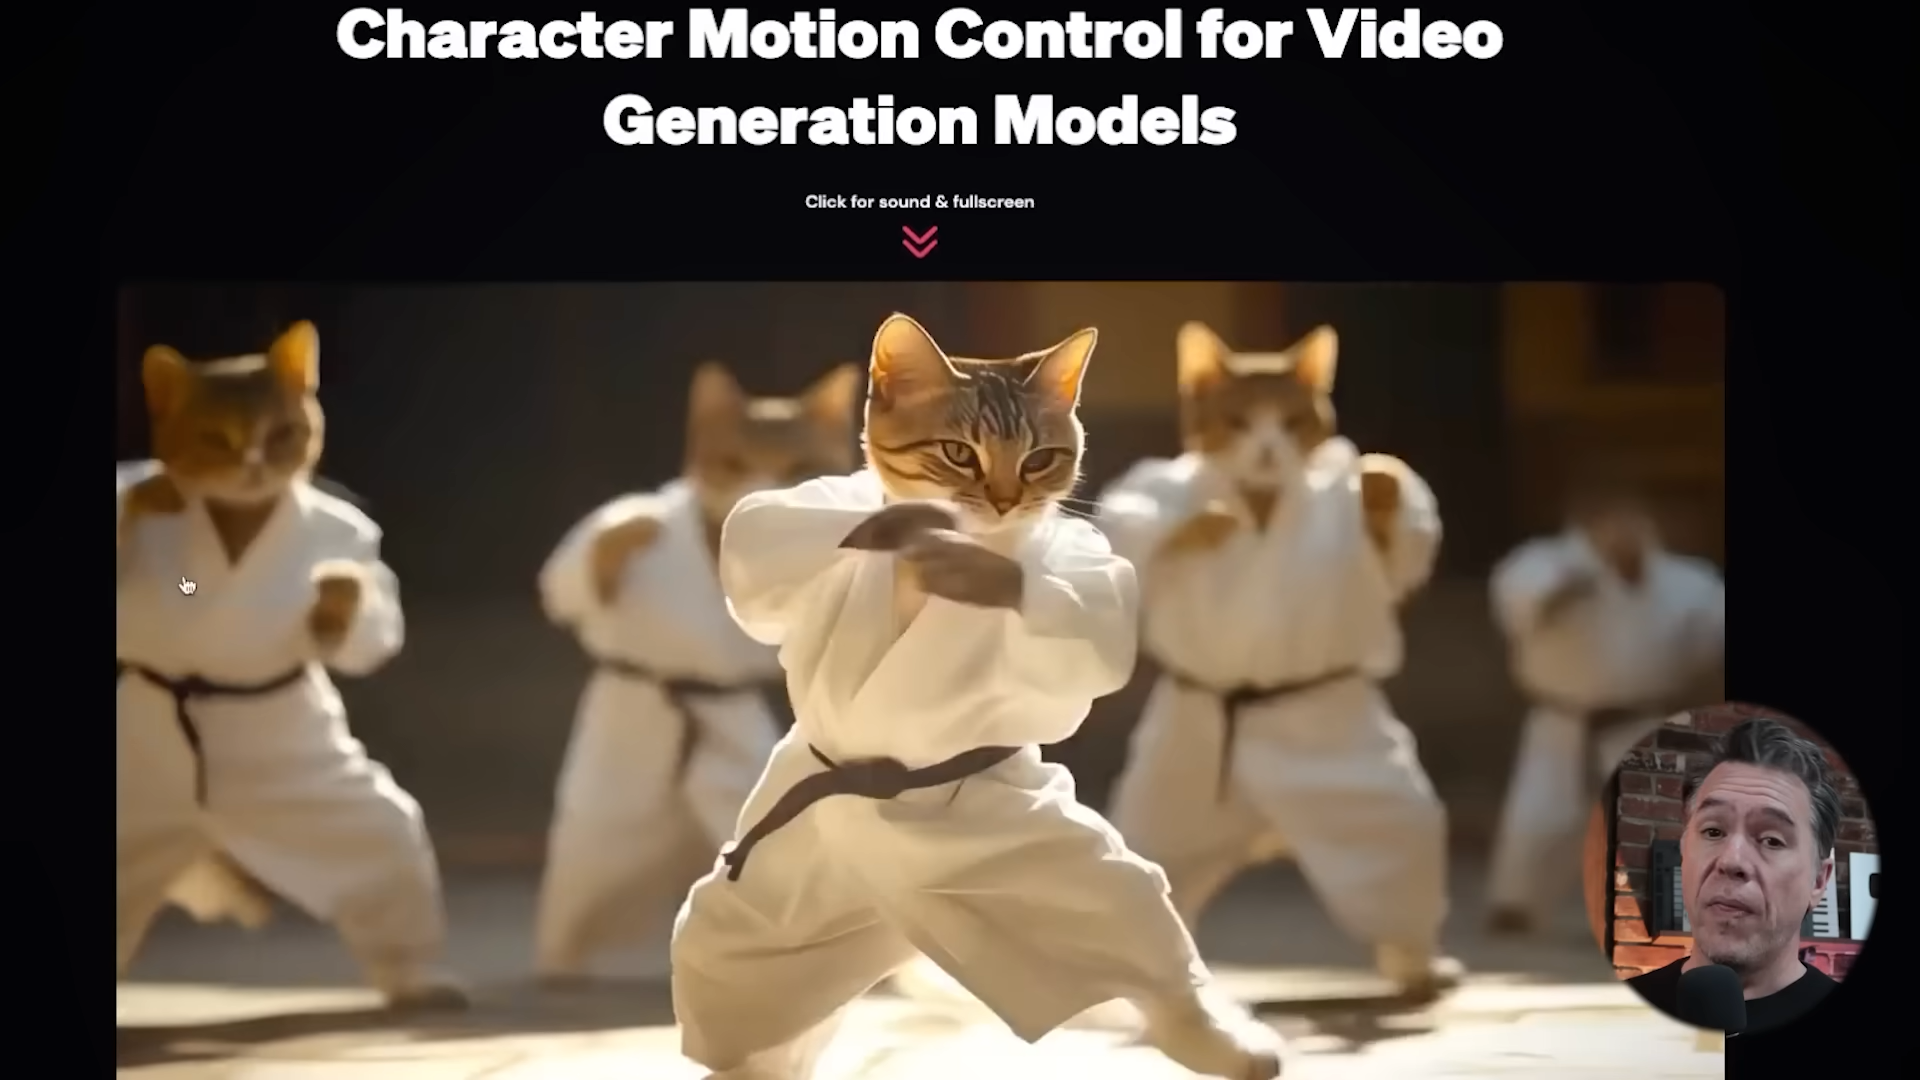 Character Motion Control for Video
Generation Models
Click for sound & fullscreen